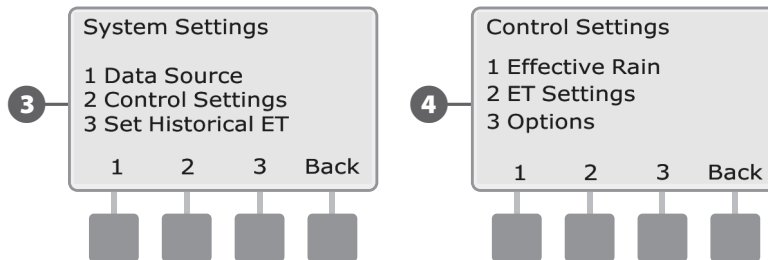 3
System Settings
1 Data Source
2 Control Settings
3 Set Historical ET
1 2 3 Back
4
Control Settings
1 Effective Rain
2 ET Settings
3 Options
1 2 3 Back